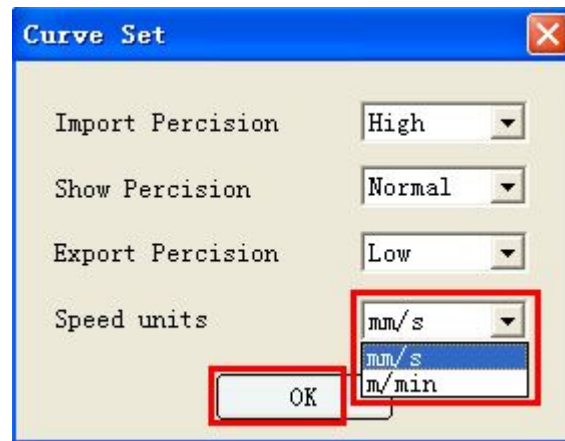 Curve Set
Import Percision High
Show Percision Normal
Export Percision Low
Speed units mm/s
mm/s
m/min
OK